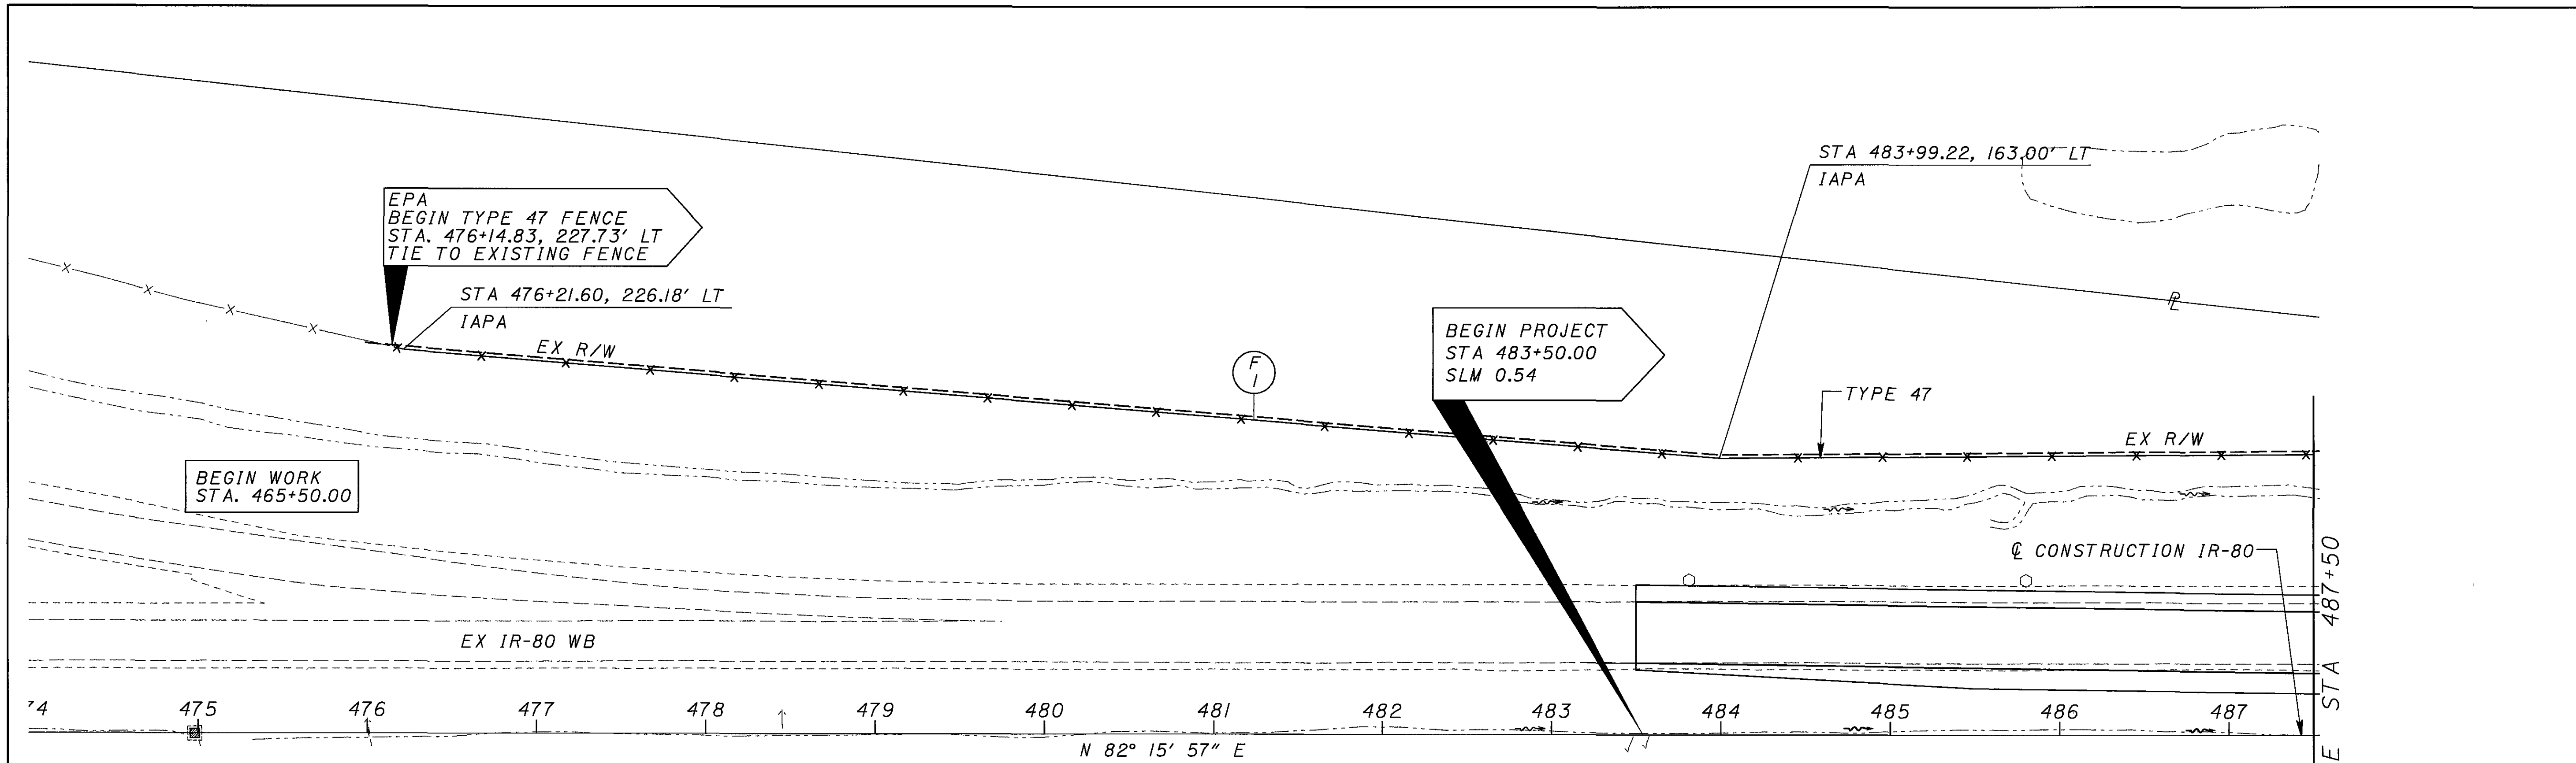 STA 483+99.22, 163.00' LT
IAPA
EPA
BEGIN TYPE 47 FENCE
STA. 476+14.83, 227.73' LT
TIE TO EXISTING FENCE
STA 476+21.60, 226.18' LT
IAPA
EX R/W
F
1
BEGIN PROJECT
STA 483+50.00
SLM 0.54
PL
TYPE 47
EX R/W
BEGIN WORK
STA. 465+50.00
CL CONSTRUCTION IR-80
EX IR-80 WB
E STA 487+50
74 475 476 477 478 479 480 481 482 483 484 485 486 487
N 82° 15' 57" E